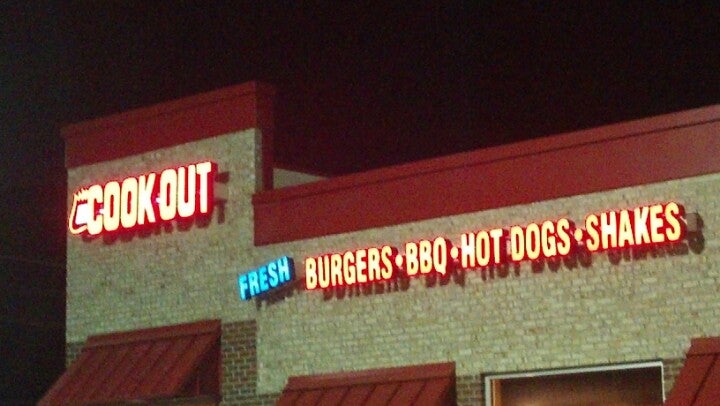 COOK-OUT
FRESH BURGERS • BBQ • HOT DOGS • SHAKES